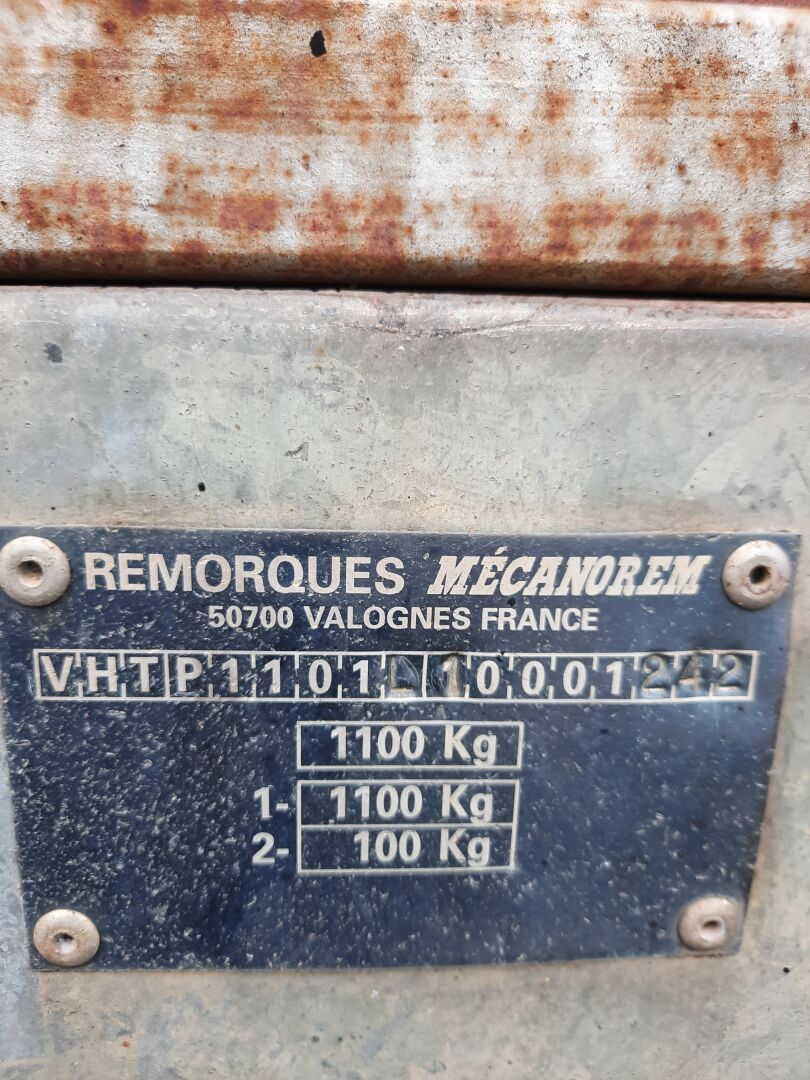 REMORQUES MÉCANOREM
50700 VALOGNES FRANCE
VHTP1101L10001242
1100 Kg
1- 1100 Kg
2- 100 Kg